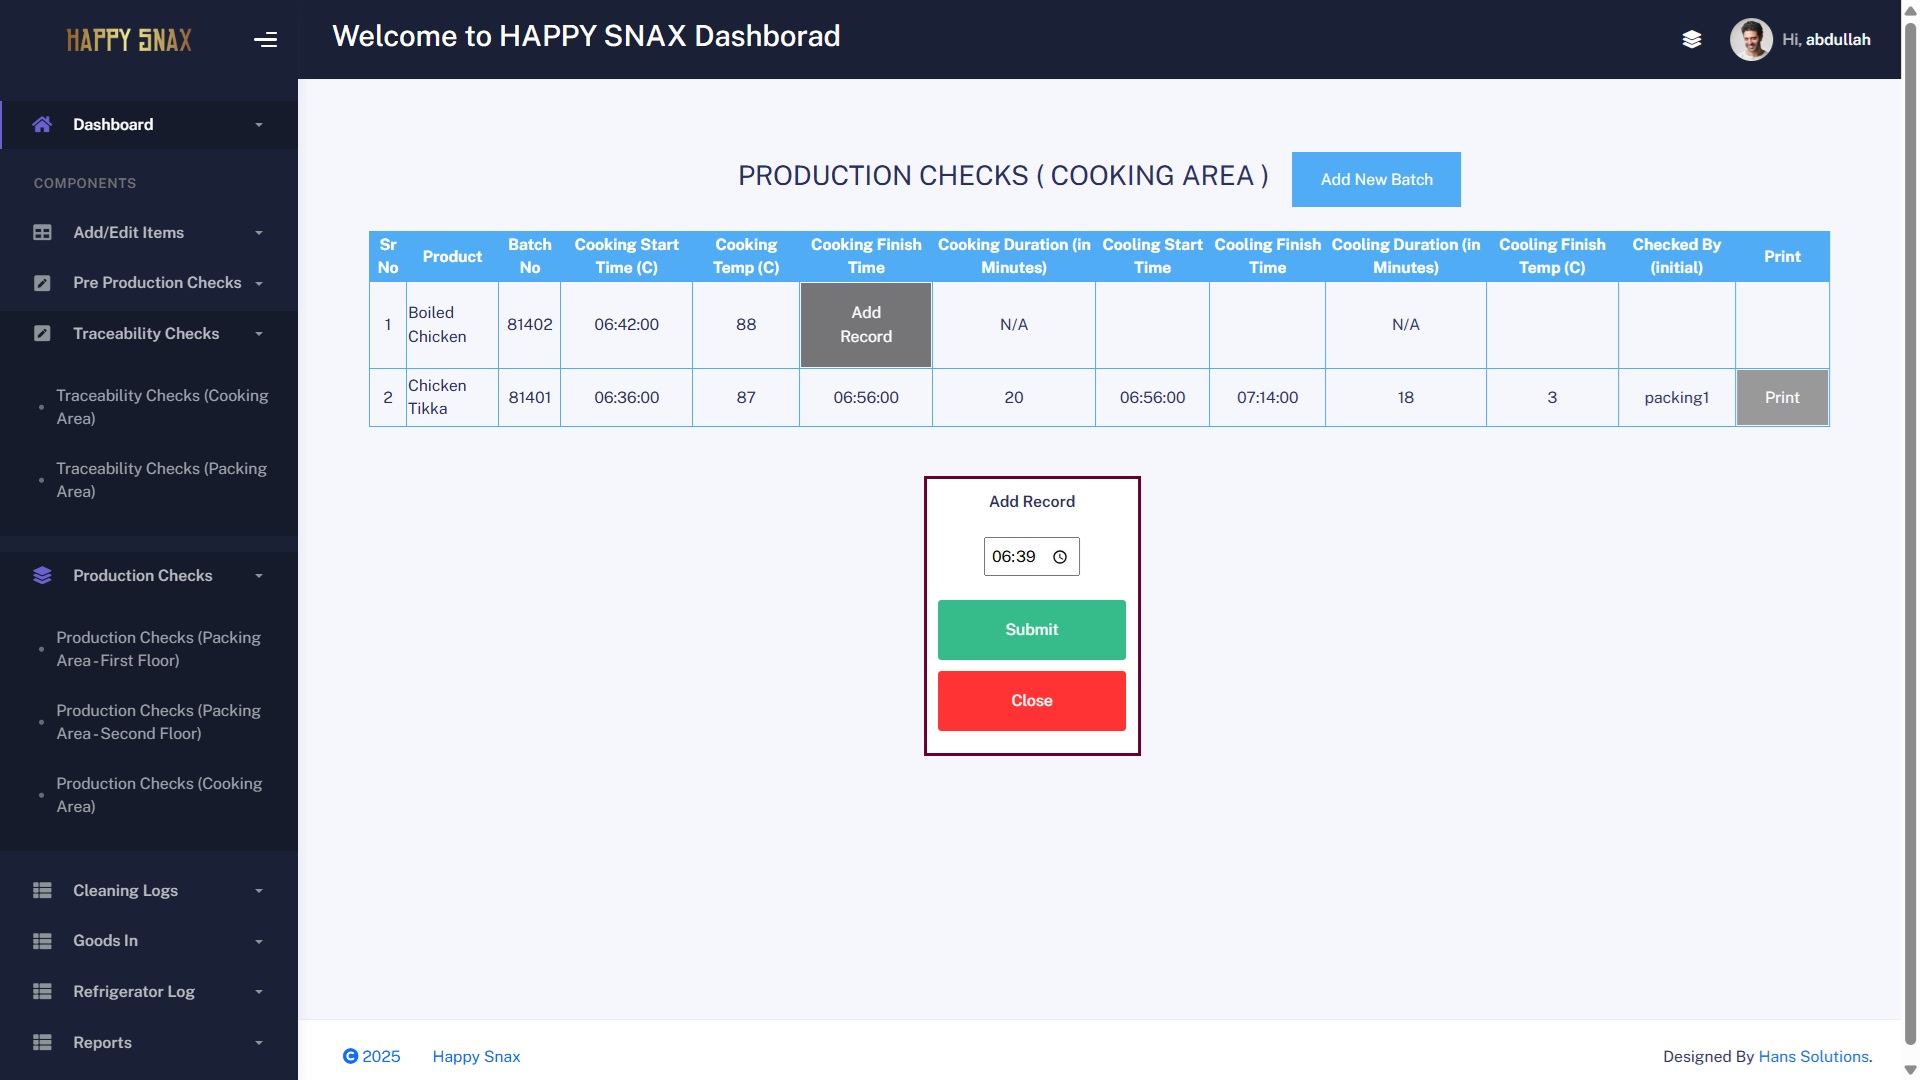 HAPPY SNAX
Welcome to HAPPY SNAX Dashborad
Hi, abdullah
Dashboard
COMPONENTS
Add/Edit Items
Pre Production Checks
Traceability Checks
Traceability Checks (Cooking
Area)
Traceability Checks (Packing
Area)
Production Checks
Production Checks (Packing
Area-First Floor)
Production Checks (Packing
Area-Second Floor)
Production Checks (Cooking
Area)
Cleaning Logs
Goods In
Refrigerator Log
Reports
PRODUCTION CHECKS ( COOKING AREA )
Add New Batch
Sr No Product Batch No Cooking Start Time (C) Cooking Temp (C) Cooking Finish Time Cooking Duration (in Minutes) Cooling Start Time Cooling Finish Time Cooling Duration (in Minutes) Cooling Finish Temp (C) Checked By (initial) Print
1 Boiled Chicken 81402 06:42:00 88 Add Record N/A N/A
2 Chicken Tikka 81401 06:36:00 87 06:56:00 20 06:56:00 07:14:00 18 3 packing1 Print
Add Record
06:39
Submit
Close
© 2025 Happy Snax
Designed By Hans Solutions.